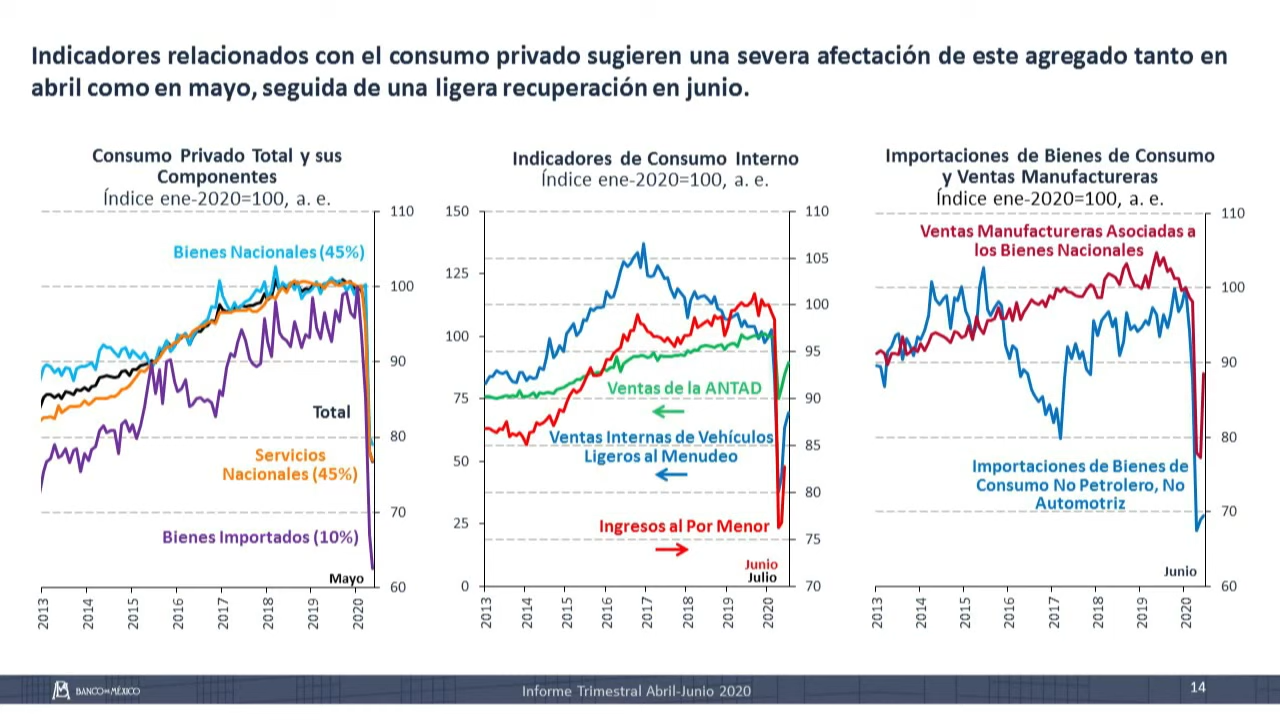 Indicadores relacionados con el consumo privado sugieren una severa afectación de este agregado tanto en
abril como en mayo, seguida de una ligera recuperación en junio.
Consumo Privado Total y sus
Componentes
Índice ene-2020=100, a. e.
110
100
90
80
70
60
Bienes Nacionales (45%)
Total
Servicios
Nacionales (45%)
Bienes Importados (10%)
Mayo
2013
2014
2015
2016
2017
2018
2019
2020
Indicadores de Consumo Interno
Índice ene-2020=100, a. e.
150
125
100
75
50
25
0
110
105
100
95
90
85
80
75
70
Ventas de la ANTAD
Ventas Internas de Vehículos
Ligeros al Menudeo
Ingresos al Por Menor
Junio
Julio
2013
2014
2015
2016
2017
2018
2019
2020
Importaciones de Bienes de Consumo
y Ventas Manufactureras
Índice ene-2020=100, a. e.
110
100
90
80
70
60
Ventas Manufactureras Asociadas a
los Bienes Nacionales
Importaciones de Bienes de
Consumo No Petrolero, No
Automotriz
Junio
2013
2014
2015
2016
2017
2018
2019
2020
BANCO DE MÉXICO
Informe Trimestral Abril-Junio 2020
14